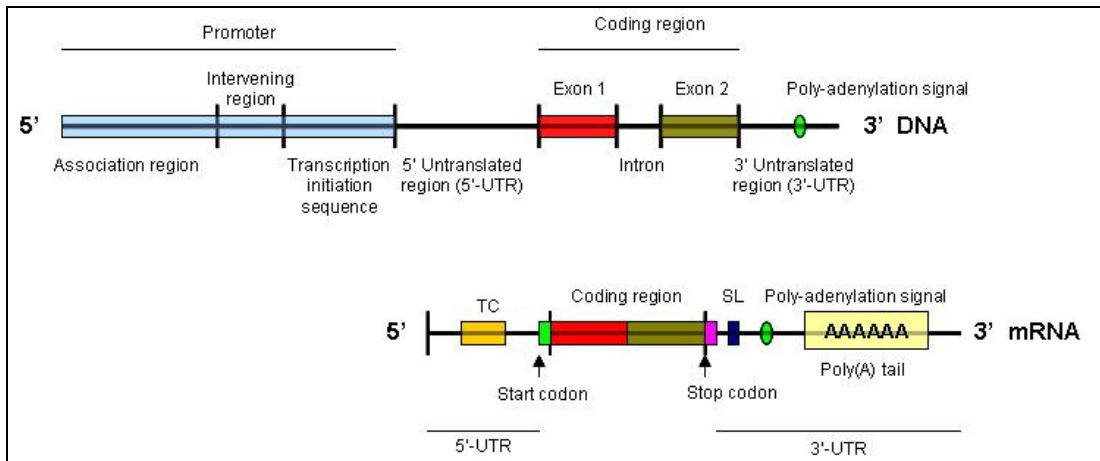 Promoter
Coding region
Intervening
region
Exon 1
Exon 2
Poly-adenylation signal
5’
3’ DNA
Association region
Transcription
initiation
sequence
5' Untranslated
region (5'-UTR)
Intron
3' Untranslated
region (3'-UTR)
TC
Coding region
SL
Poly-adenylation signal
5’
AAAAAA
3’ mRNA
Poly(A) tail
Start codon
Stop codon
5'-UTR
3'-UTR